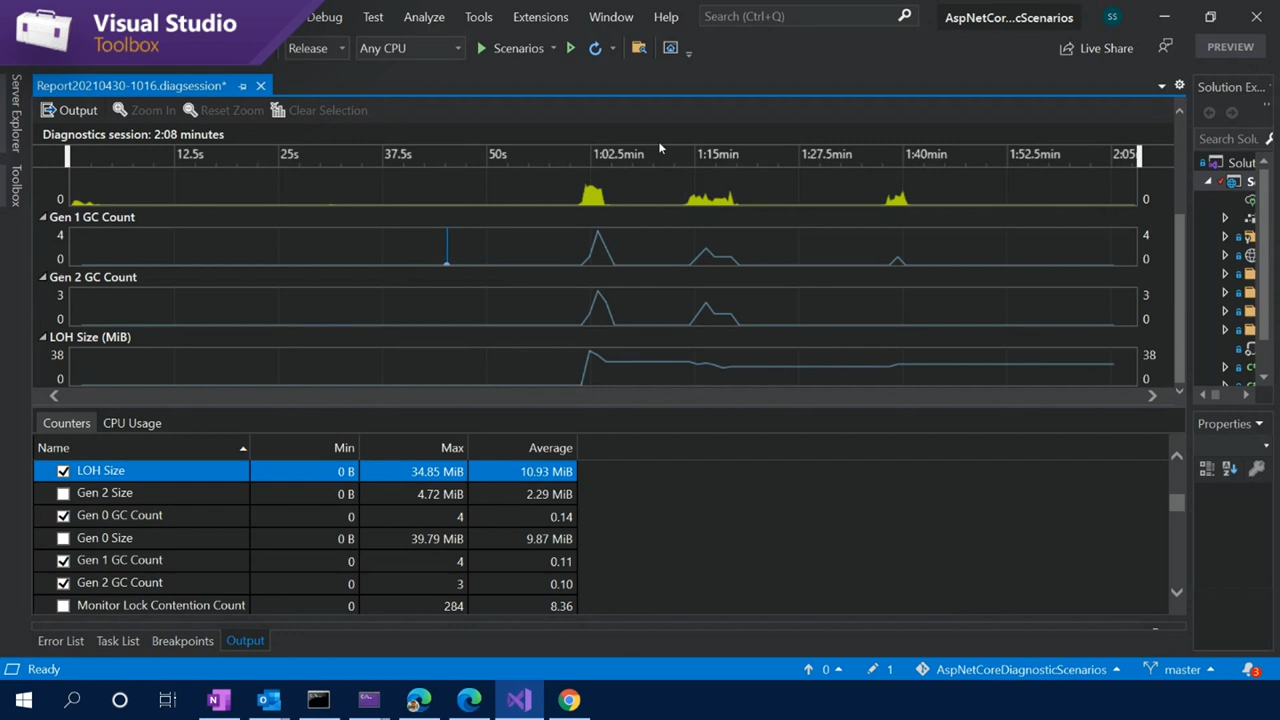 Visual Studio
Toolbox
Debug Test Analyze Tools Extensions Window Help Search (Ctrl+Q) AspNetCor...cScenarios SS
Release Any CPU Scenarios Live Share PREVIEW
Server Explorer
Toolbox
Report20210430-1016.diagsession*
Output Zoom In Reset Zoom Clear Selection
Diagnostics session: 2:08 minutes
12.5s 25s 37.5s 50s 1:02.5min 1:15min 1:27.5min 1:40min 1:52.5min 2:05
0 0
Gen 1 GC Count
4 4
0 0
Gen 2 GC Count
3 3
0 0
LOH Size (MiB)
38 38
0 0
Counters CPU Usage
Name Min Max Average
LOH Size 0 B 34.85 MiB 10.93 MiB
Gen 2 Size 0 B 4.72 MiB 2.29 MiB
Gen 0 GC Count 0 4 0.14
Gen 0 Size 0 B 39.79 MiB 9.87 MiB
Gen 1 GC Count 0 4 0.11
Gen 2 GC Count 0 3 0.10
Monitor Lock Contention Count 0 284 8.36
Solution Ex...
Search Solu
Solut
S
Properties
Error List Task List Breakpoints Output
Ready 0 1 AspNetCoreDiagnosticScenarios master 3